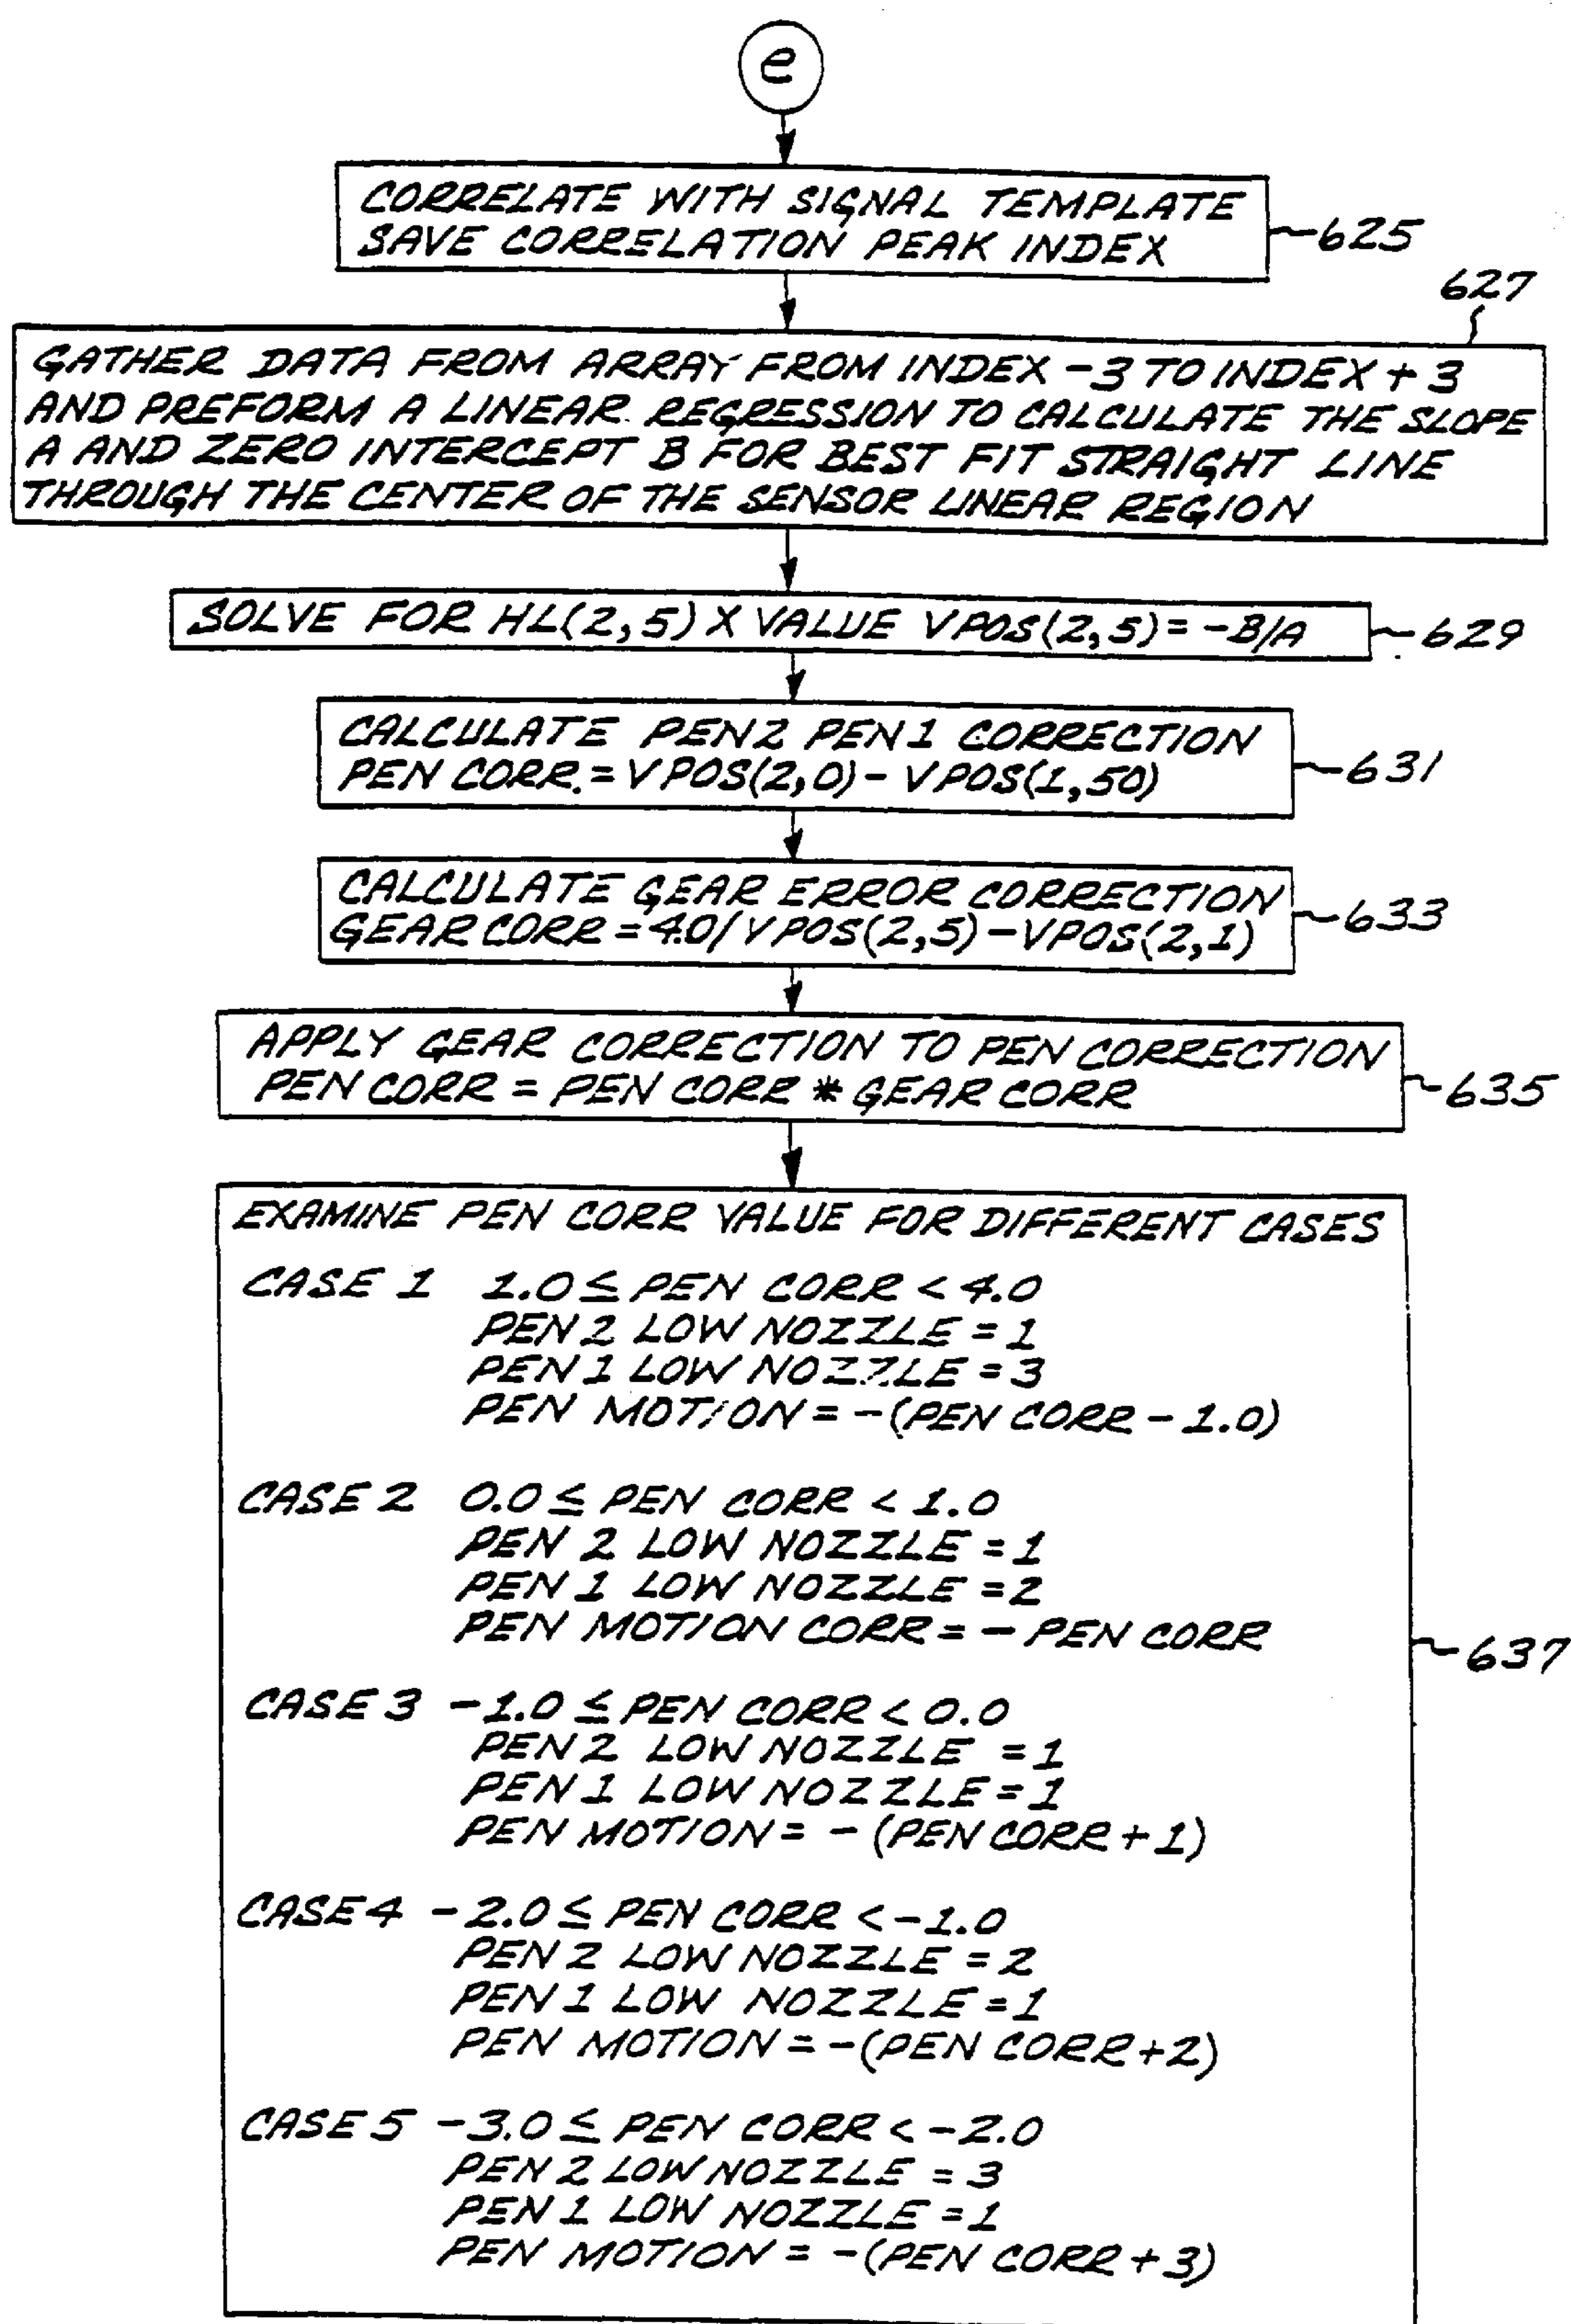 e
CORRELATE WITH SIGNAL TEMPLATE
SAVE CORRELATION PEAK INDEX
625
627
GATHER DATA FROM ARRAY FROM INDEX -3 TO INDEX + 3
AND PREFORM A LINEAR REGRESSION TO CALCULATE THE SLOPE
A AND ZERO INTERCEPT B FOR BEST FIT STRAIGHT LINE
THROUGH THE CENTER OF THE SENSOR LINEAR REGION
SOLVE FOR HL(2,5) X VALUE VPOS(2,5) = -B/A
629
CALCULATE PEN2 PEN1 CORRECTION
PEN CORR. = VPOS(2,0) - VPOS(1,50)
631
CALCULATE GEAR ERROR CORRECTION
GEAR CORR = 4.0/VPOS(2,5) - VPOS(2,1)
633
APPLY GEAR CORRECTION TO PEN CORRECTION
PEN CORR = PEN CORR * GEAR CORR
635
EXAMINE PEN CORR VALUE FOR DIFFERENT CASES
CASE 1 1.0 ≤ PEN CORR < 4.0
PEN 2 LOW NOZZLE = 1
PEN 1 LOW NOZZLE = 3
PEN MOTION = -(PEN CORR - 1.0)
CASE 2 0.0 ≤ PEN CORR < 1.0
PEN 2 LOW NOZZLE = 1
PEN 1 LOW NOZZLE = 2
PEN MOTION CORR = - PEN CORR
637
CASE 3 -1.0 ≤ PEN CORR < 0.0
PEN 2 LOW NOZZLE = 1
PEN 1 LOW NOZZLE = 1
PEN MOTION = - (PEN CORR + 1)
CASE 4 -2.0 ≤ PEN CORR < -1.0
PEN 2 LOW NOZZLE = 2
PEN 1 LOW NOZZLE = 1
PEN MOTION = -(PEN CORR + 2)
CASE 5 -3.0 ≤ PEN CORR < -2.0
PEN 2 LOW NOZZLE = 3
PEN 1 LOW NOZZLE = 1
PEN MOTION = -(PEN CORR + 3)